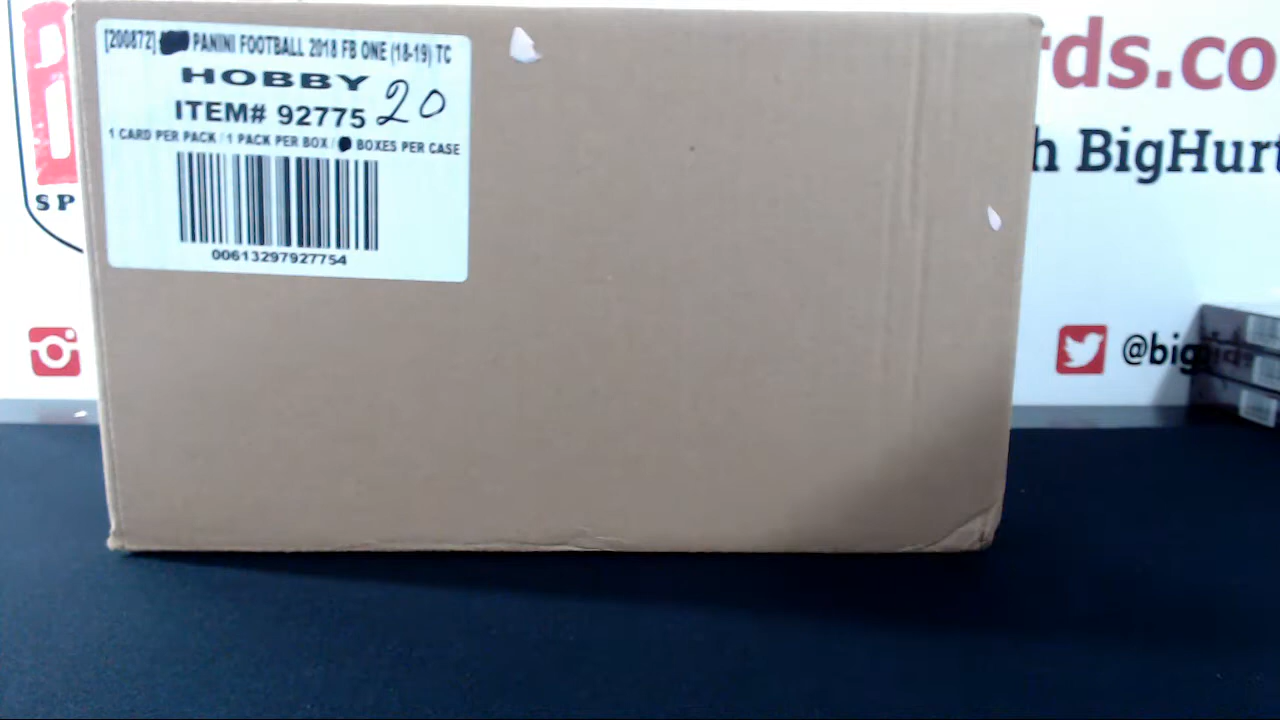 [200872] PANINI FOOTBALL 2018 FB ONE (18-19) TC
HOBBY
ITEM# 92775 20
1 CARD PER PACK / 1 PACK PER BOX / BOXES PER CASE
00613297927754
SP
rds.co
h BigHurt
@big